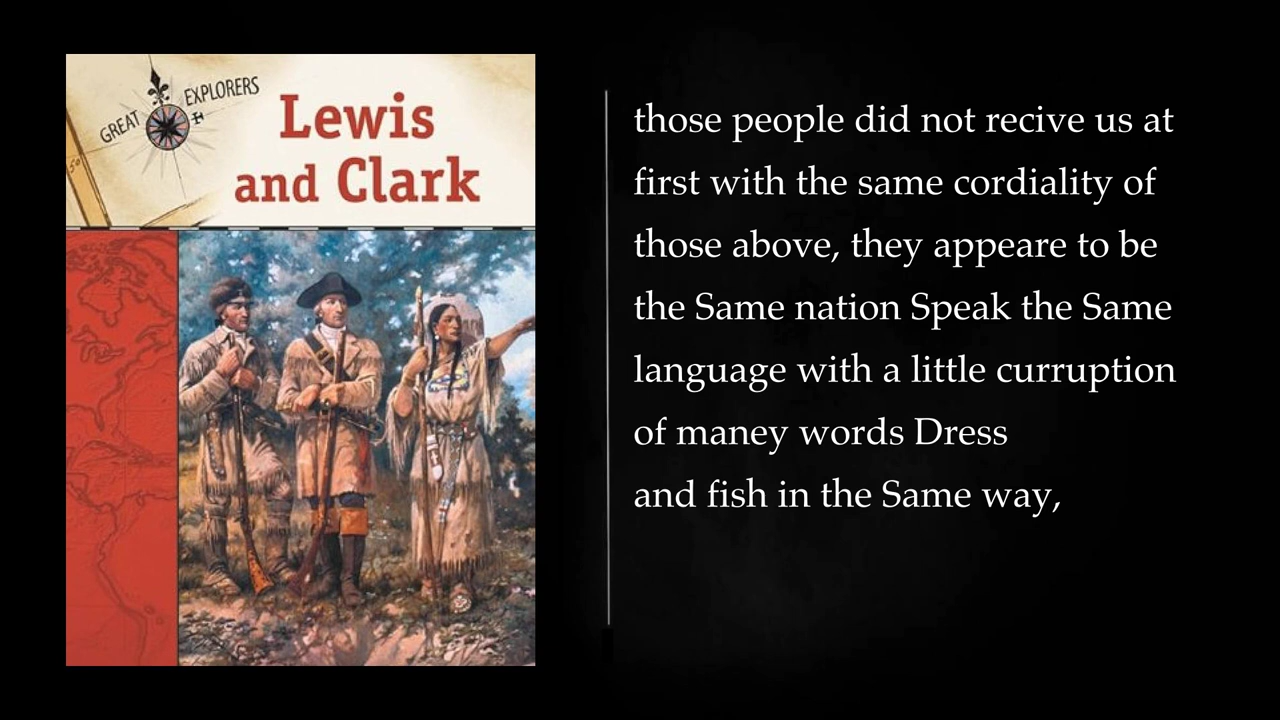 GREAT EXPLORERS
Lewis
and Clark
50
those people did not recive us at
first with the same cordiality of
those above, they appeare to be
the Same nation Speak the Same
language with a little curruption
of maney words Dress
and fish in the Same way,